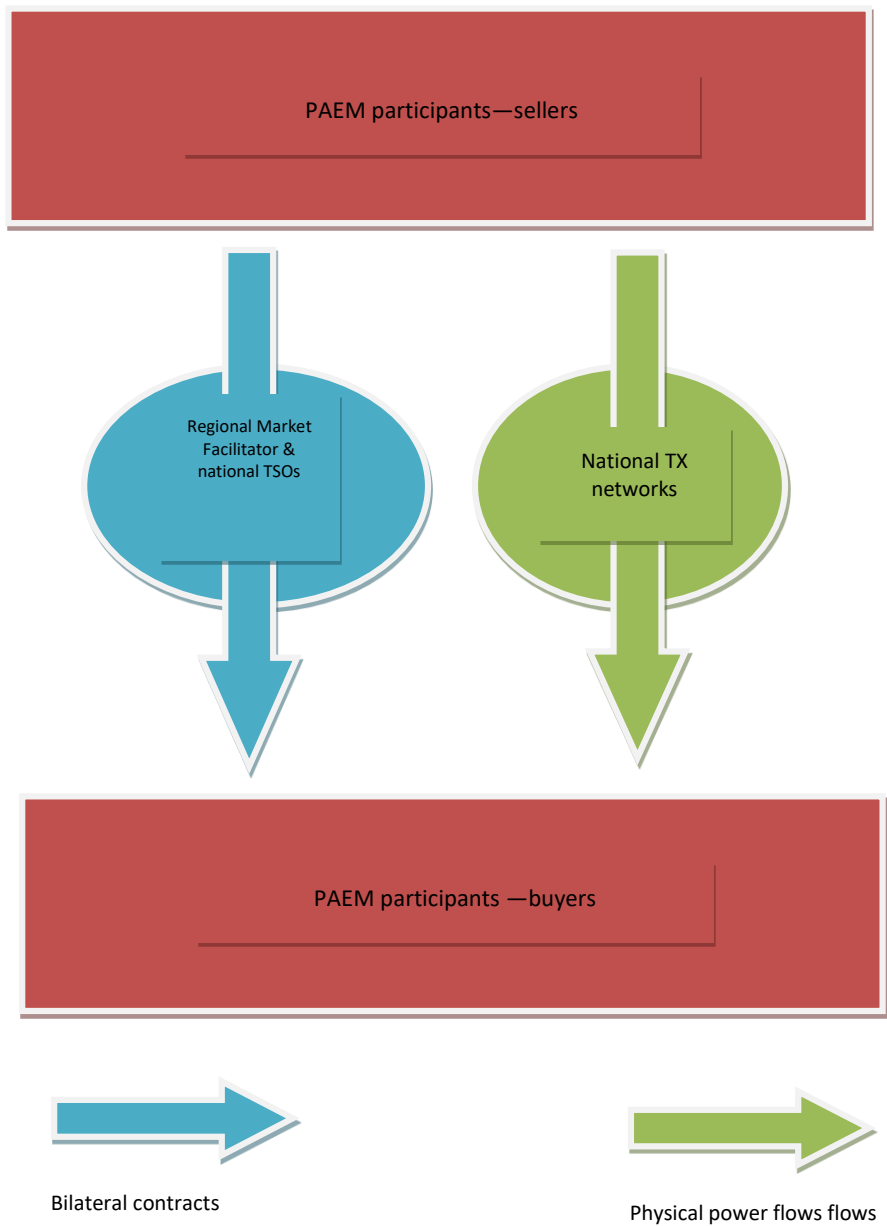 PAEM participants—sellers
Regional Market
Facilitator &
national TSOs
National TX
networks
PAEM participants —buyers
Bilateral contracts
Physical power flows flows